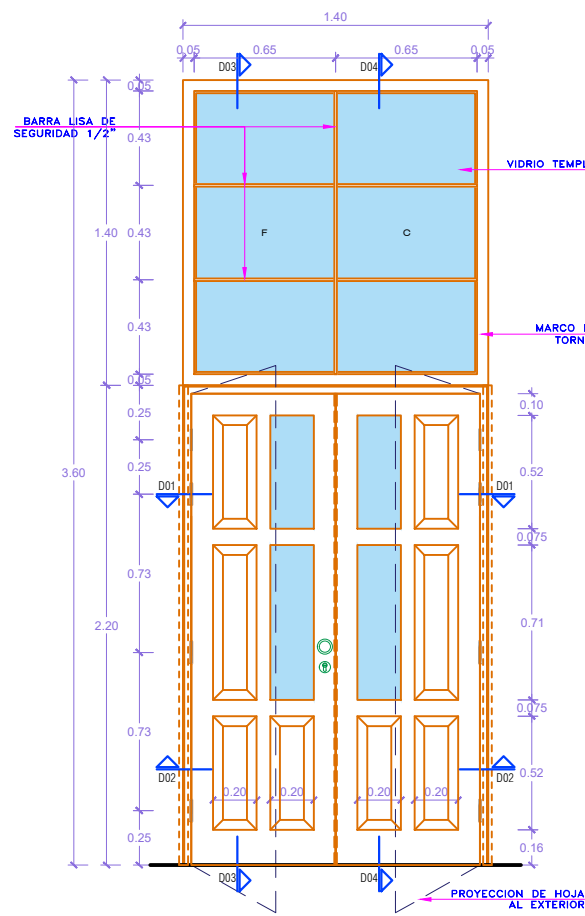 1.40
0.05
0.65
0.65
0.05
D03
D04
0.05
BARRA LISA DE
SEGURIDAD 1/2"
0.43
VIDRIO TEMPL
1.40
0.43
F
C
0.43
MARCO
TORN
0.05
0.25
0.10
3.60
0.25
0.52
D01
D01
0.075
0.73
2.20
0.71
0.73
0.075
D02
D02
0.20
0.20
0.20
0.20
0.52
0.25
0.16
D03
D04
PROYECCION DE HOJA
AL EXTERIOR